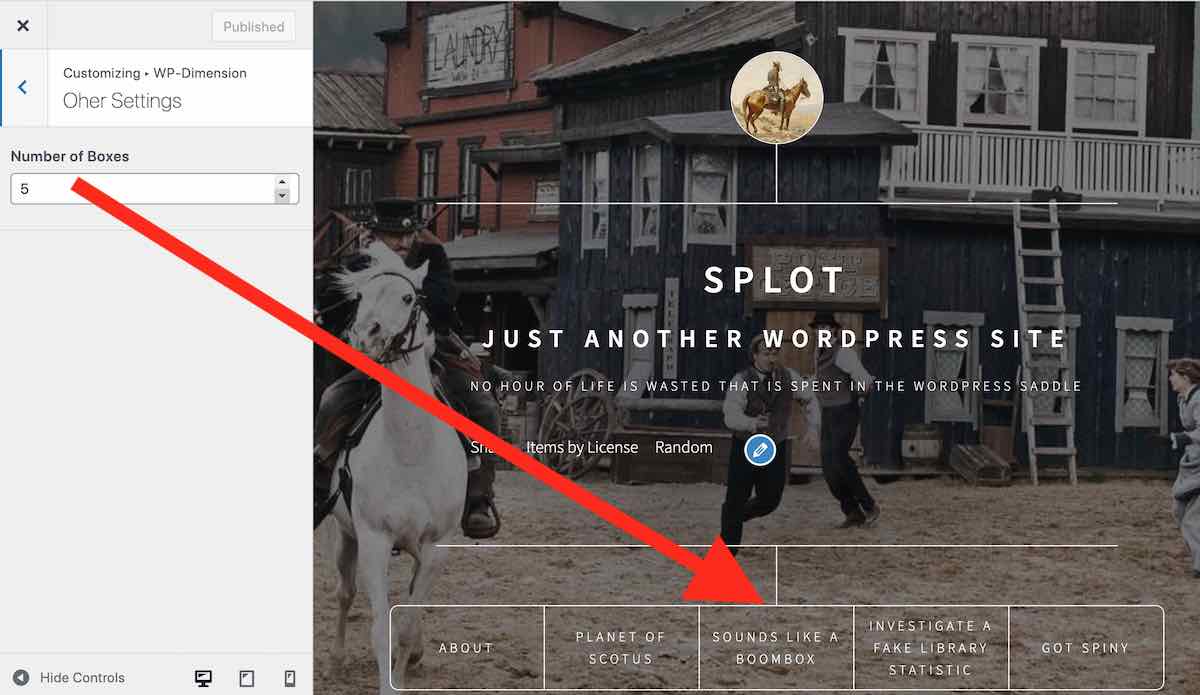 Published
Customizing ▸ WP-Dimension
Oher Settings
Number of Boxes
5
LAUNDRY
SPLOT
JUST ANOTHER WORDPRESS SITE
NO HOUR OF LIFE IS WASTED THAT IS SPENT IN THE WORDPRESS SADDLE
Items by License Random
ABOUT
PLANET OF
SCOTUS
SOUNDS LIKE A
BOOMBOX
INVESTIGATE A
FAKE LIBRARY
STATISTIC
GOT SPINY
Hide Controls